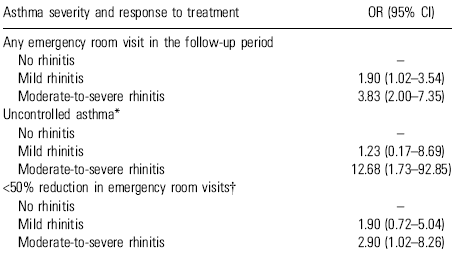 Asthma severity and response to treatment OR (95% CI)
Any emergency room visit in the follow-up period
No rhinitis –
Mild rhinitis 1.90 (1.02–3.54)
Moderate-to-severe rhinitis 3.83 (2.00–7.35)
Uncontrolled asthma*
No rhinitis –
Mild rhinitis 1.23 (0.17–8.69)
Moderate-to-severe rhinitis 12.68 (1.73–92.85)
<50% reduction in emergency room visits†
No rhinitis –
Mild rhinitis 1.90 (0.72–5.04)
Moderate-to-severe rhinitis 2.90 (1.02–8.26)